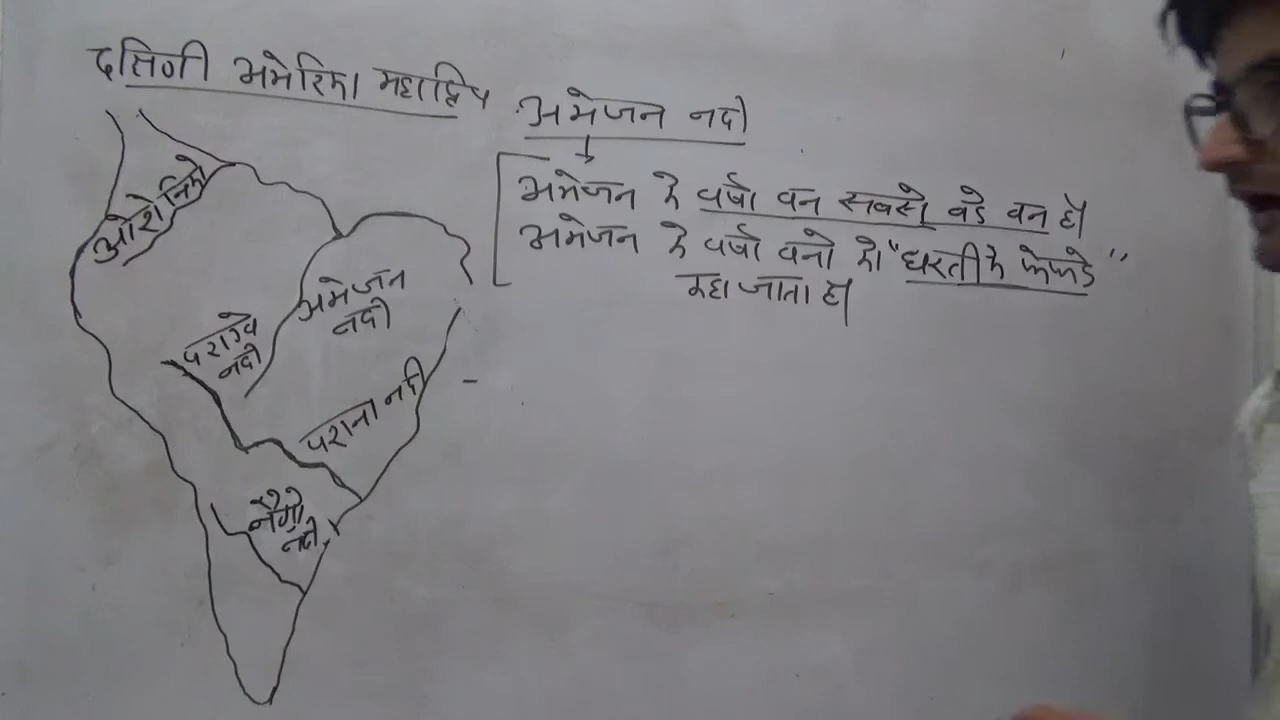 दक्षिणी अमेरिका महाद्विप
अमेजन नदी
अमेजन के वर्षा वन सबसे बडे वन है।
अमेजन के वर्षा वनो को "धरती के फेफडे"
कहा जाता है।
ओरोनिको
अमेजन
नदी
पराग्वे
नदी
पराना नदी
नैग्रो
नदी